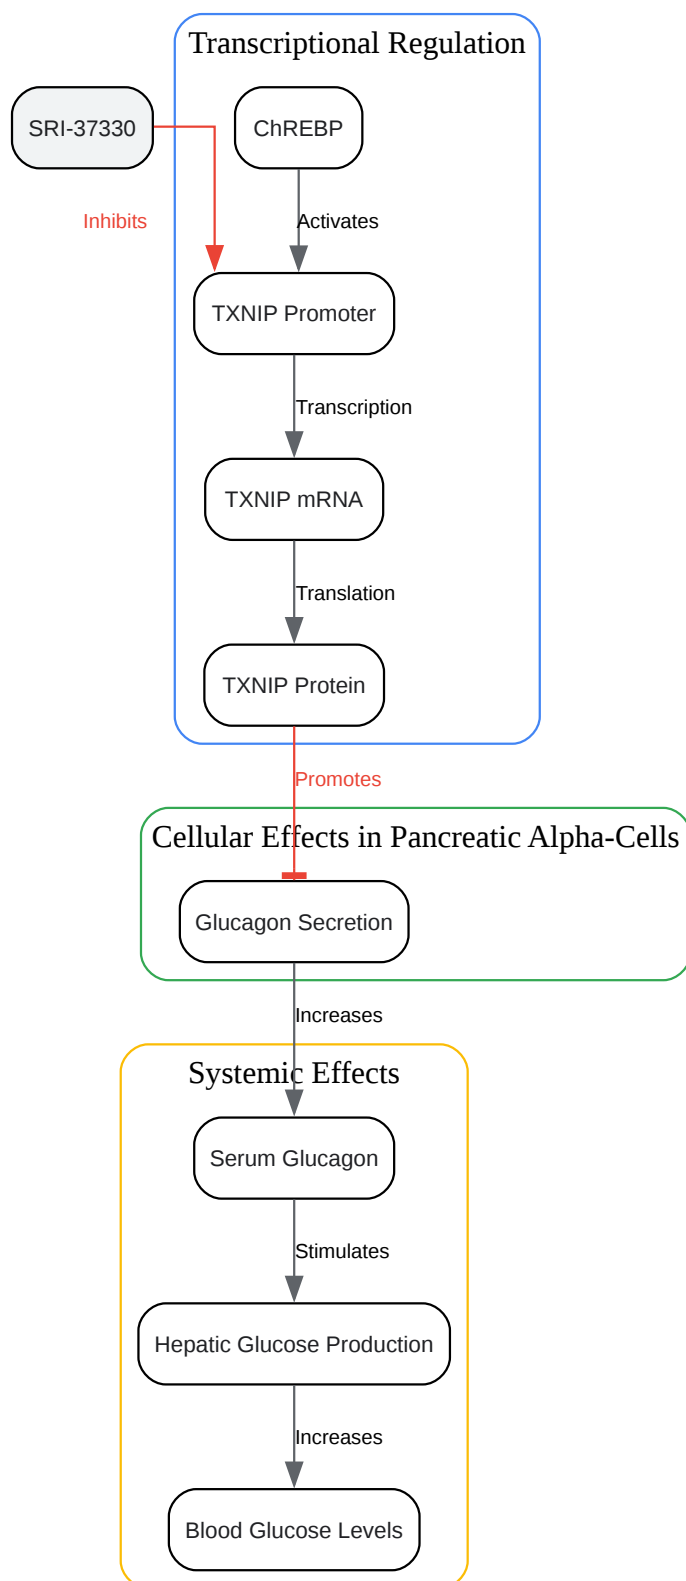 Transcriptional Regulation
SRI-37330
ChREBP
Inhibits
Activates
TXNIP Promoter
Transcription
TXNIP mRNA
Translation
TXNIP Protein
Promotes
Cellular Effects in Pancreatic Alpha-Cells
Glucagon Secretion
Increases
Systemic Effects
Serum Glucagon
Stimulates
Hepatic Glucose Production
Increases
Blood Glucose Levels